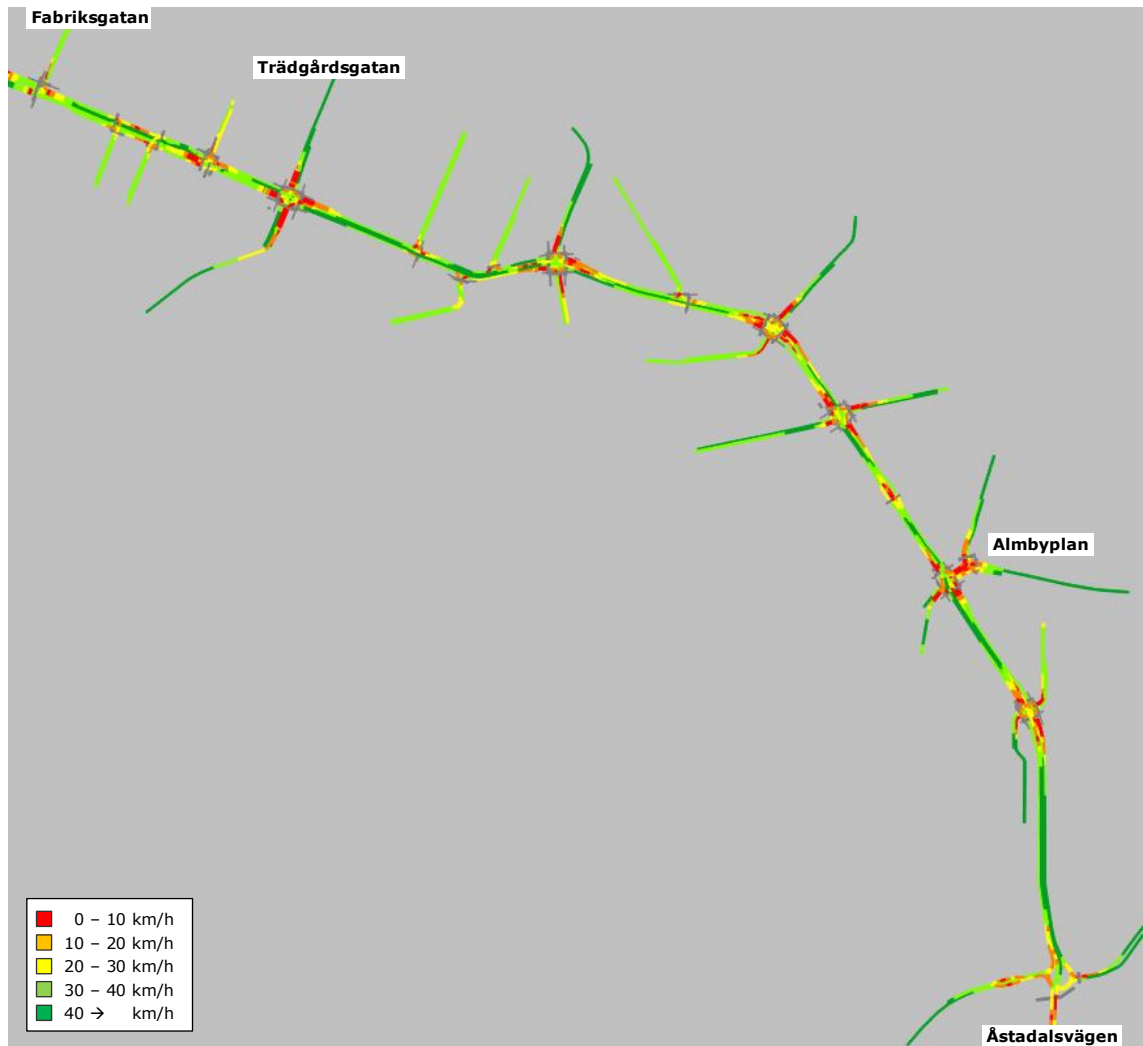 Fabriksgatan
Trädgårdsgatan
Almbyplan
0 – 10 km/h
10 – 20 km/h
20 – 30 km/h
30 – 40 km/h
40 → km/h
Åstadalsvägen